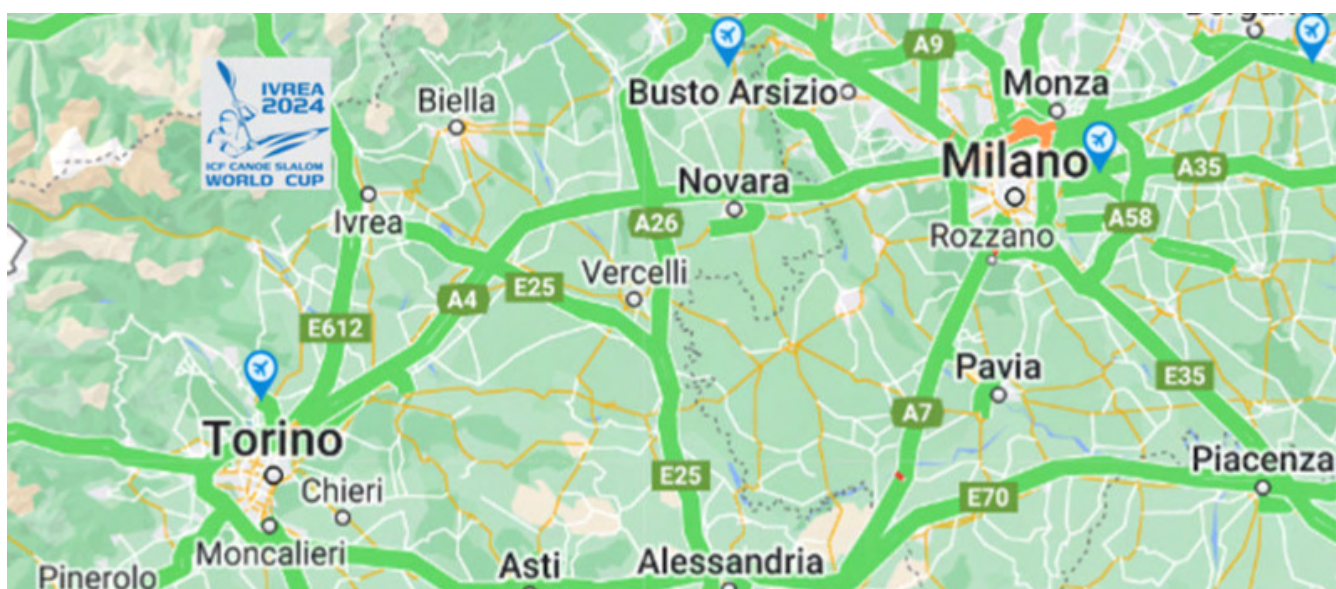 IVREA
2024
ICF CANOE SLALOM
WORLD CUP
Biella
Busto Arsizio
A9
Monza
Milano
A35
Novara
Ivrea
A26
A58
Rozzano
Vercelli
E25
A4
E612
Pavia
E35
A7
Torino
Chieri
E25
E70
Piacenza
Moncalieri
Pinerolo
Asti
Alessandria